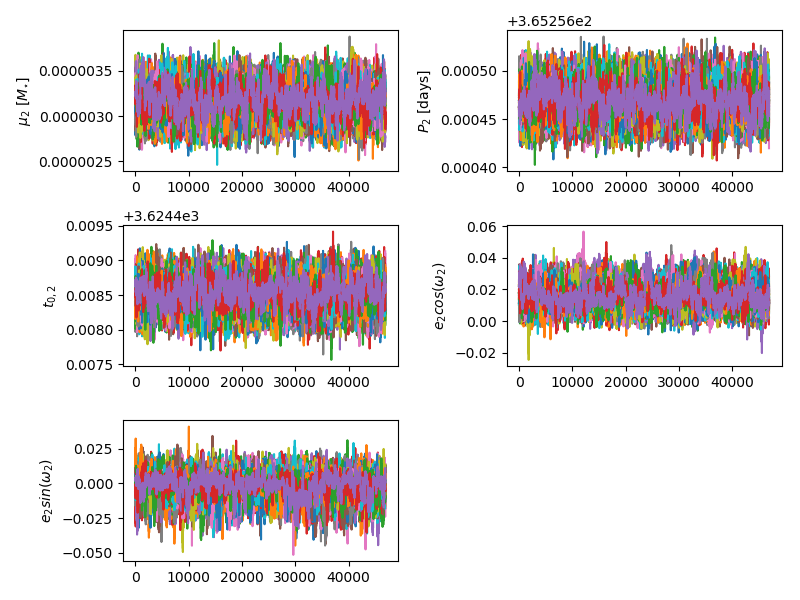 +3.65256e2
μ₂ [M⋆]
0.0000035
0.0000030
0.0000025
0 10000 20000 30000 40000
P₂ [days]
0.00050
0.00045
0.00040
0 10000 20000 30000 40000
+3.6244e3
t₀,₂
0.0095
0.0090
0.0085
0.0080
0.0075
0 10000 20000 30000 40000
e₂cos(ω₂)
0.06
0.04
0.02
0.00
−0.02
0 10000 20000 30000 40000
e₂sin(ω₂)
0.025
0.000
−0.025
−0.050
0 10000 20000 30000 40000